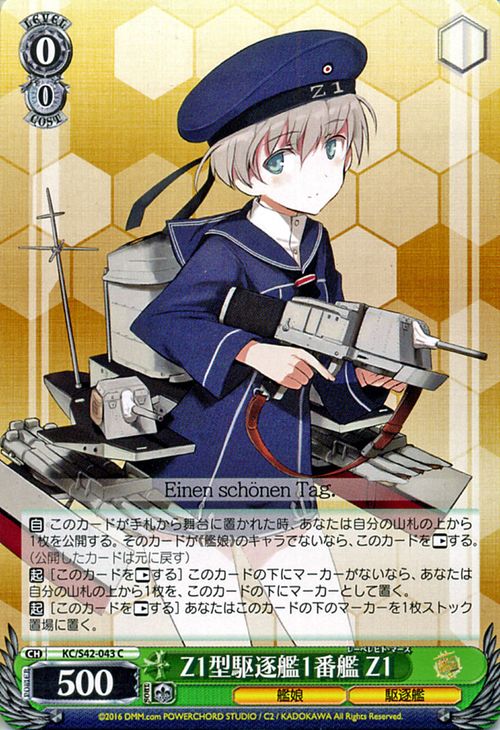 LEVEL
0
0
COST
Z1
Einen schönen Tag.
自 このカードが手札から舞台に置かれた時、あなたは自分の山札の上から
1枚を公開する。そのカードが《艦娘》のキャラでないなら、このカードを する。
(公開したカードは元に戻す)
起 [このカードを する] このカードの下にマーカーがないなら、あなたは
自分の山札の上から1枚を、このカードの下にマーカーとして置く。
起 [このカードを する] あなたはこのカードの下のマーカーを1枚ストック
置場に置く。
CH KC/S42-043 C
レーベレヒト・マース
Z1型駆逐艦1番艦 Z1
POWER
500
SOUL
艦娘 駆逐艦
©2016 DMM.com POWERCHORD STUDIO / C2 / KADOKAWA All Rights Reserved.